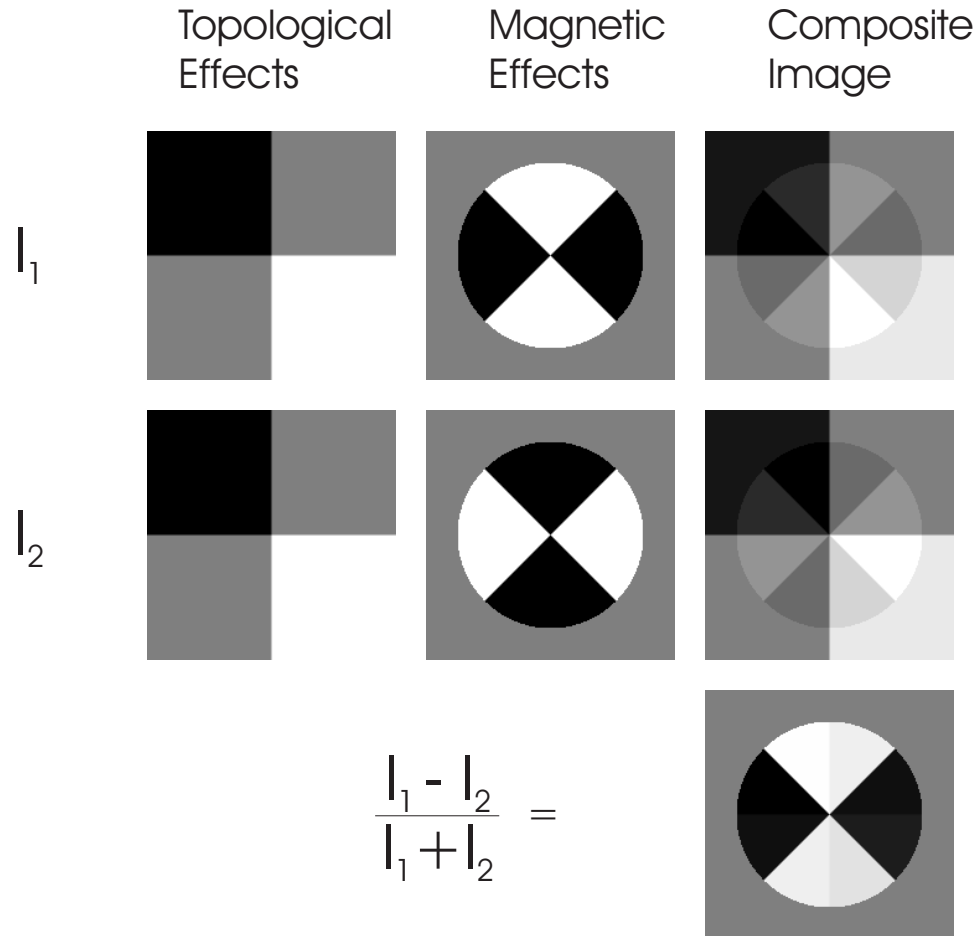 Topological Effects
Magnetic Effects
Composite Image
I1
I2
I1 - I2
I1 + I2
=